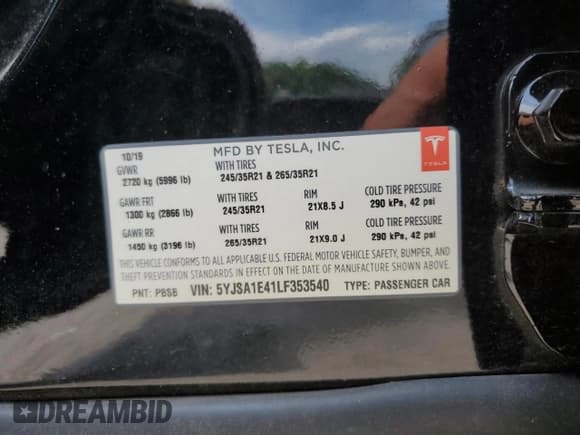 10/19 MFD BY TESLA, INC.
GVWR WITH TIRES
2720 kg (5996 lb) 245/35R21 & 265/35R21
TESLA
GAWR FRT WITH TIRES RIM COLD TIRE PRESSURE
1300 kg (2866 lb) 245/35R21 21X8.5 J 290 kPa, 42 psi
GAWR RR WITH TIRES RIM COLD TIRE PRESSURE
1450 kg (3196 lb) 265/35R21 21X9.0 J 290 kPa, 42 psi
THIS VEHICLE CONFORMS TO ALL APPLICABLE U.S. FEDERAL MOTOR VEHICLE SAFETY, BUMPER, AND
THEFT PREVENTION STANDARDS IN EFFECT ON THE DATE OF MANUFACTURE SHOWN ABOVE.
PNT: PBSB VIN: 5YJSA1E41LF353540 TYPE: PASSENGER CAR
DREAMBID